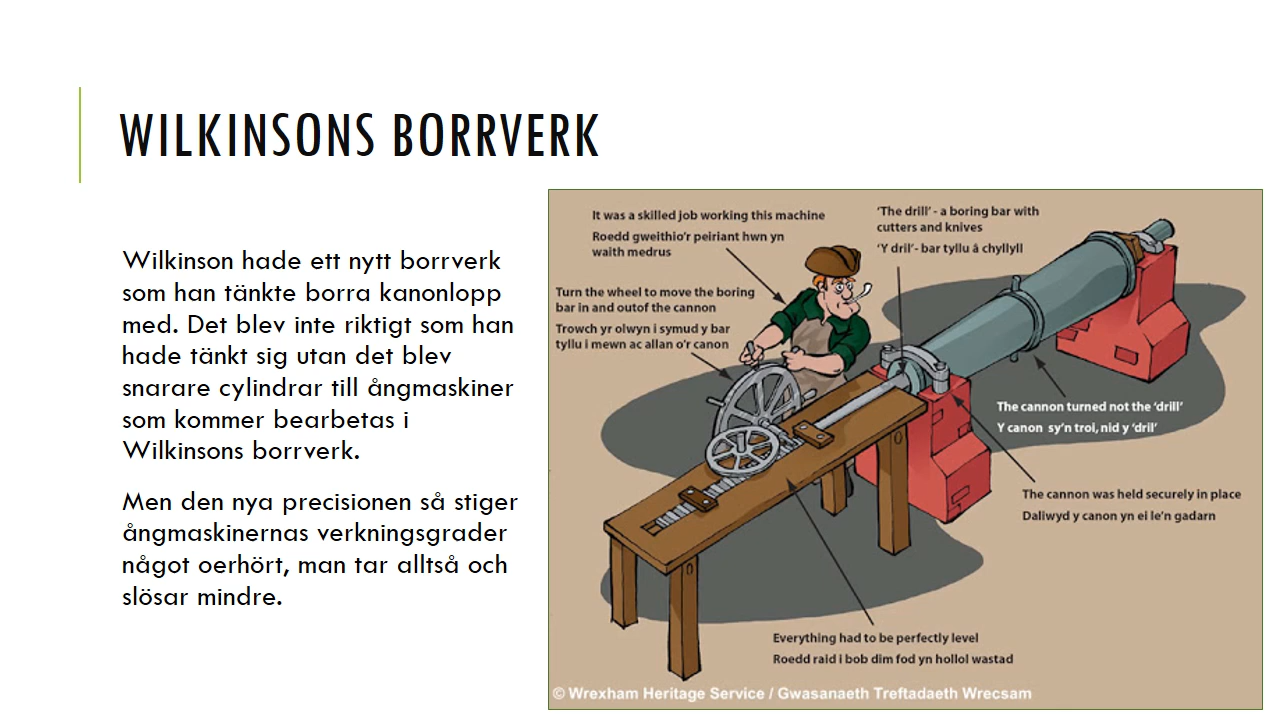 WILKINSONS BORRVERK
Wilkinson hade ett nytt borrverk
som han tänkte borra kanonlopp
med. Det blev inte riktigt som han
hade tänkt sig utan det blev
snarare cylindrar till ångmaskiner
som kommer bearbetas i
Wilkinsons borrverk.
Men den nya precisionen så stiger
ångmaskinernas verkningsgrader
något oerhört, man tar alltså och
slösar mindre.
It was a skilled job working this machine
Roedd gweithio'r peiriant hwn yn
waith medrus
'The drill' - a boring bar with
cutters and knives
'Y dril'- bar tyllu â chyllyll
Turn the wheel to move the boring
bar in and outof the cannon
Trowch yr olwyn i symud y bar
tyllu i mewn ac allan o'r canon
The cannon turned not the 'drill'
Y canon sy'n troi, nid y 'dril'
The cannon was held securely in place
Daliwyd y canon yn ei le'n gadarn
Everything had to be perfectly level
Roedd raid i bob dim fod yn hollol wastad
© Wrexham Heritage Service / Gwasanaeth Treftadaeth Wrecsam